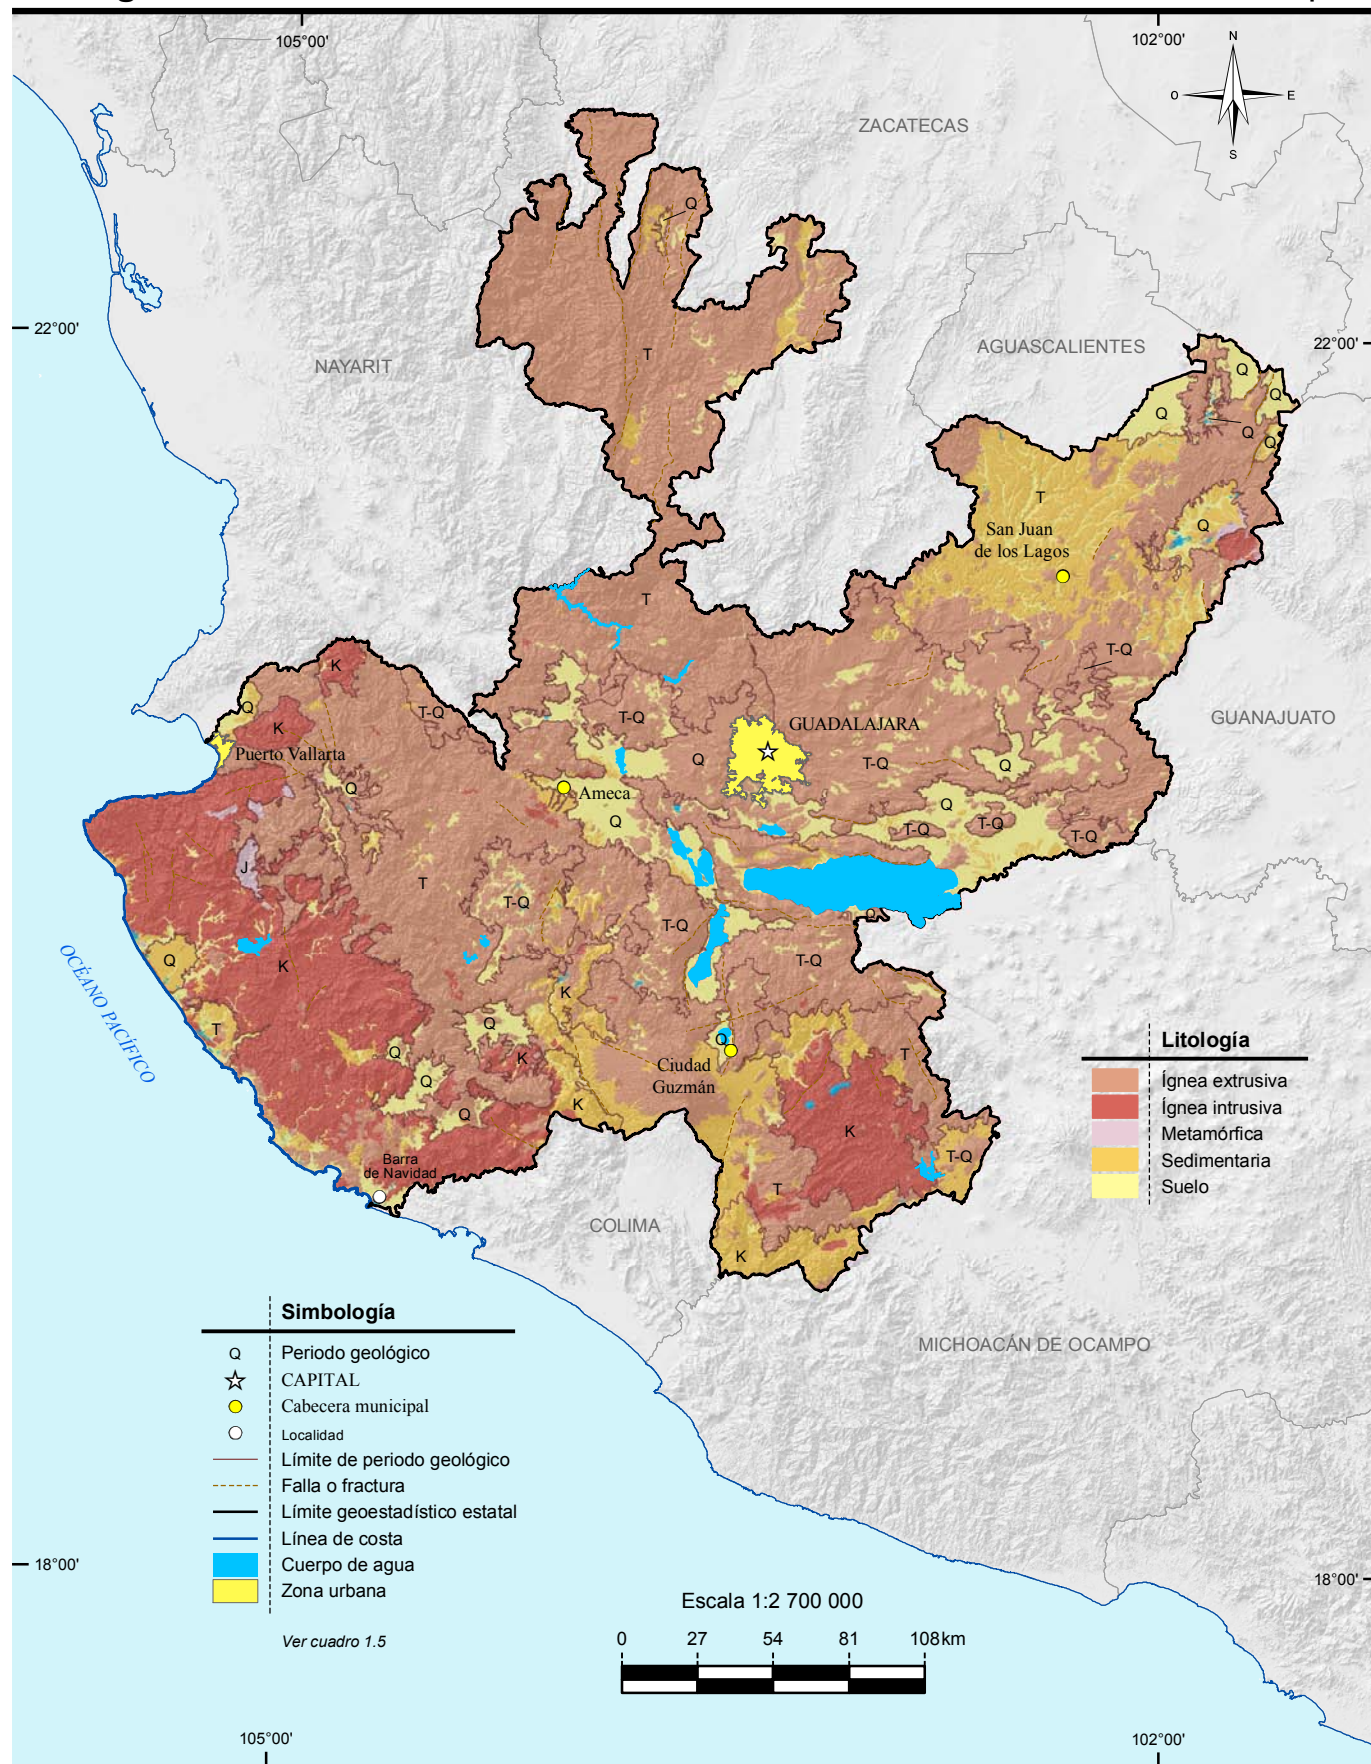 105°00'
102°00'
N
O
E
S
ZACATECAS
Q
22°00'
AGUASCALIENTES
22°00'
NAYARIT
T
Q
Q
Q
Q
Q
T
Q
San Juan
de los Lagos
T
K
T-Q
Q
T-Q
T-Q
K
GUADALAJARA
GUANAJUATO
Puerto Vallarta
Q
T-Q
Q
Q
Ameca
Q
Q
T-Q
T-Q
T-Q
J
T
T-Q
T-Q
Q
OCÉANO PACÍFICO
Q
K
T-Q
K
T
Q
Q
Q
K
Q
Ciudad
Guzmán
T
Q
Q
K
K
Barra
de Navidad
T-Q
T
COLIMA
K
Litología
Ígnea extrusiva
Ígnea intrusiva
Metamórfica
Sedimentaria
Suelo
MICHOACÁN DE OCAMPO
Simbología
Q Periodo geológico
CAPITAL
Cabecera municipal
Localidad
Límite de periodo geológico
Falla o fractura
Límite geoestadístico estatal
Línea de costa
Cuerpo de agua
Zona urbana
Ver cuadro 1.5
18°00'
18°00'
Escala 1:2 700 000
0 27 54 81 108km
105°00'
102°00'